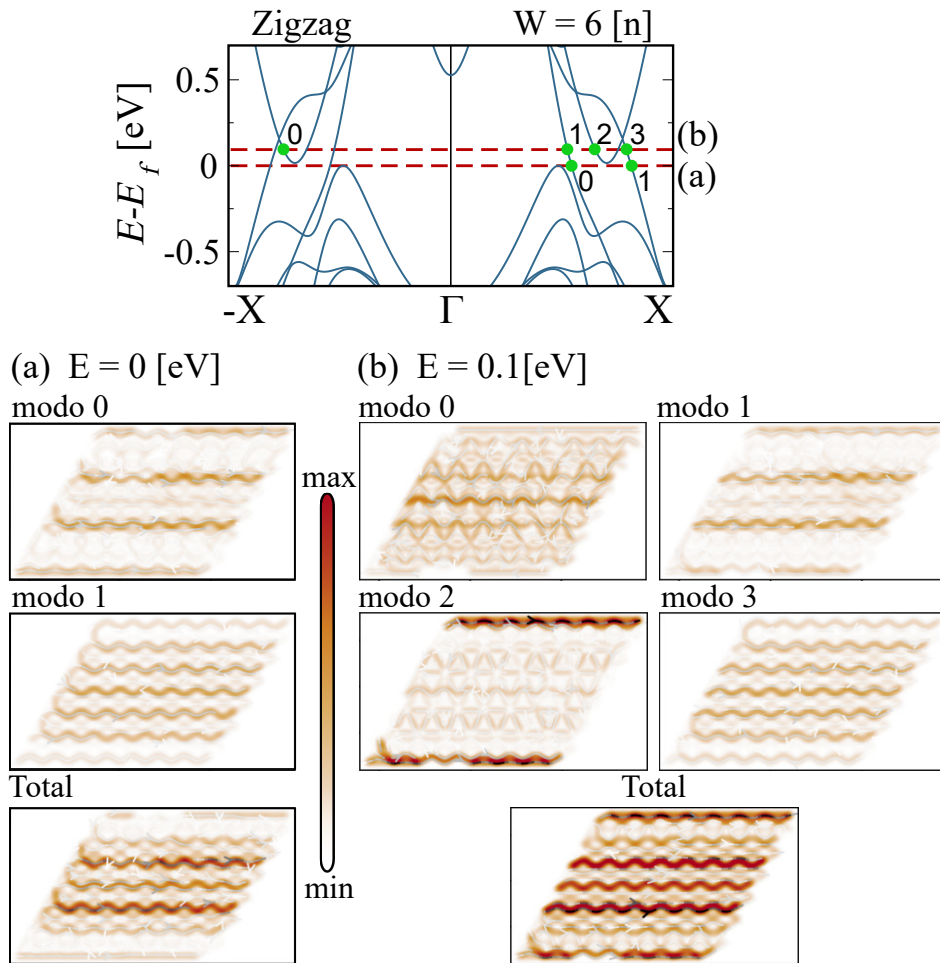 Zigzag W = 6 [n]
E-E_f [eV]
0.5
0
-0.5
0
1 2 3
0 1
(b)
(a)
-X Γ X
(a) E = 0 [eV]
(b) E = 0.1[eV]
modo 0
modo 0
modo 1
max
modo 1
modo 2
modo 3
min
Total
Total